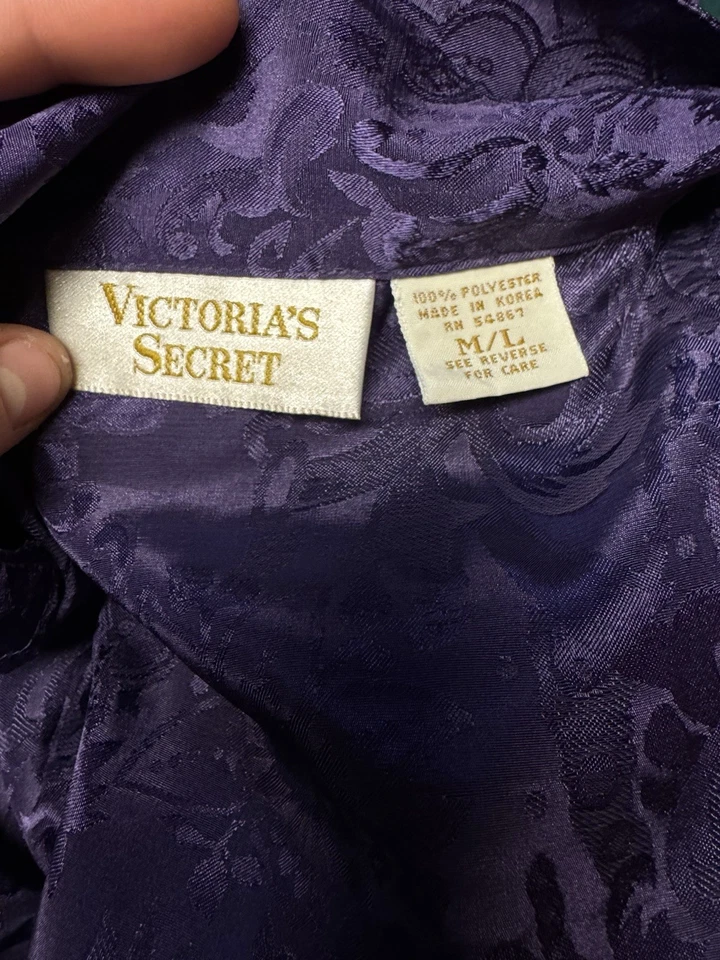 VICTORIA'S
SECRET
100% POLYESTER
MADE IN KOREA
RN 54867
M/L
SEE REVERSE
FOR CARE